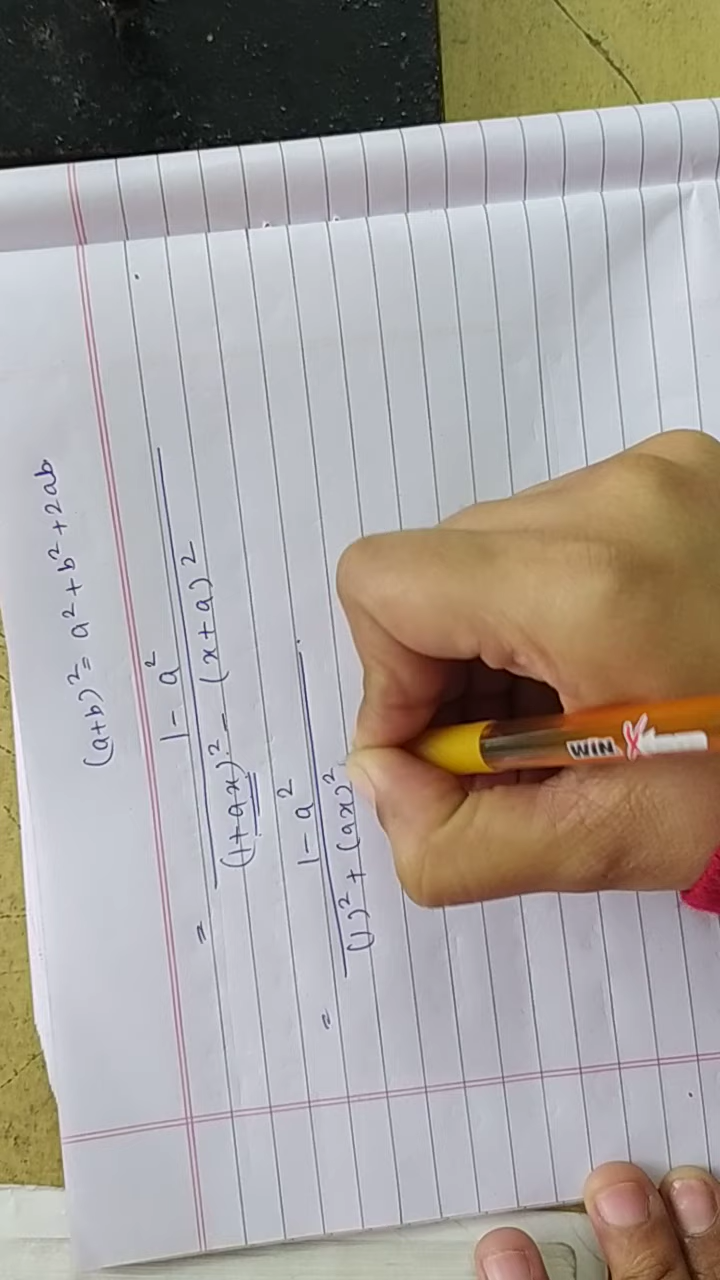 (a+b)² = a² + b² + 2ab
= 1 - a² / (1 + ax)² - (x + a)²
= 1 - a² / (1)² + (ax)²
WIN X